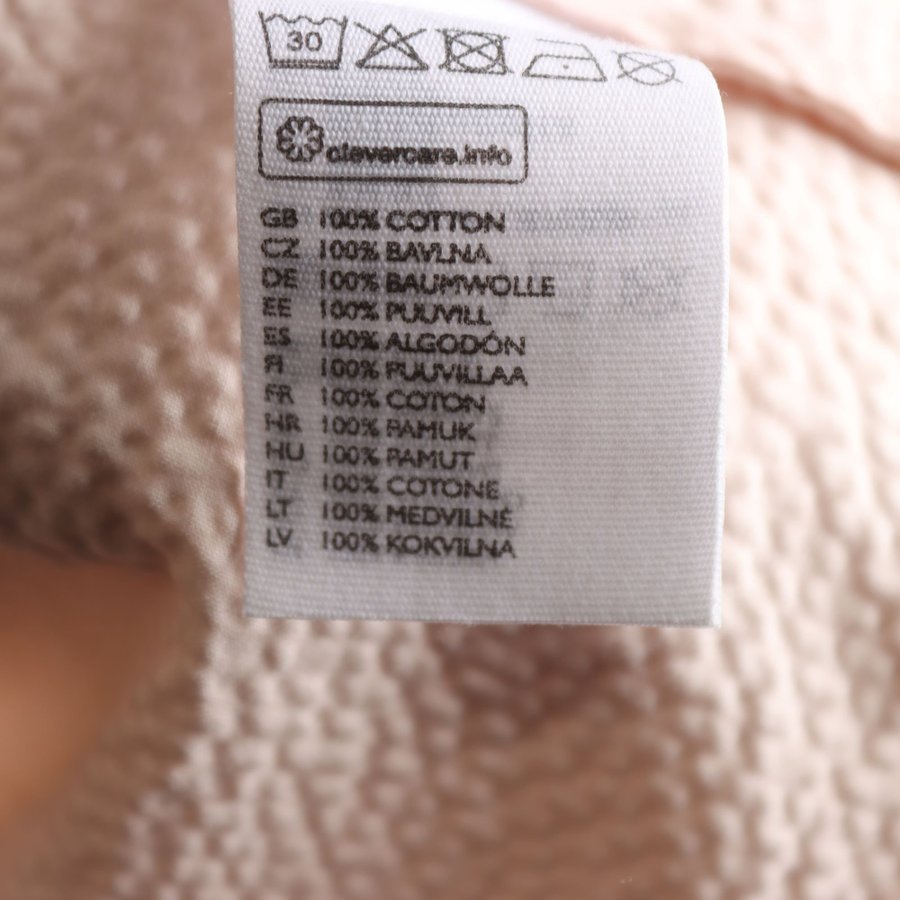 30
clevercare.info
GB 100% COTTON
CZ 100% BAVLNA
DE 100% BAUMWOLLE
EE 100% PUUVILL
ES 100% ALGODÓN
FI 100% PUUVILLAA
FR 100% COTON
HR 100% PAMUK
HU 100% PAMUT
IT 100% COTONE
LT 100% MEDVILNĖ
LV 100% KOKVILNA